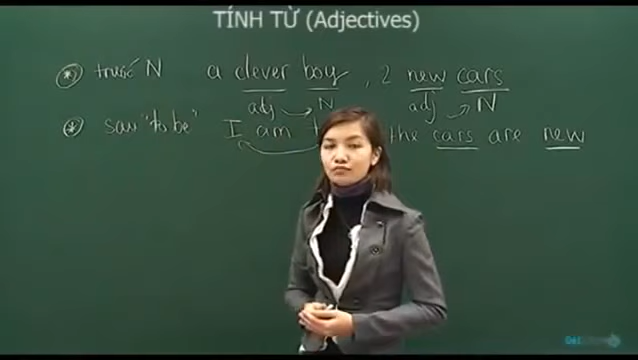 TÍNH TỪ (Adjectives)
* trước N a clever boy, 2 new cars
adj N adj N
* sau "to be" I am the cars are new